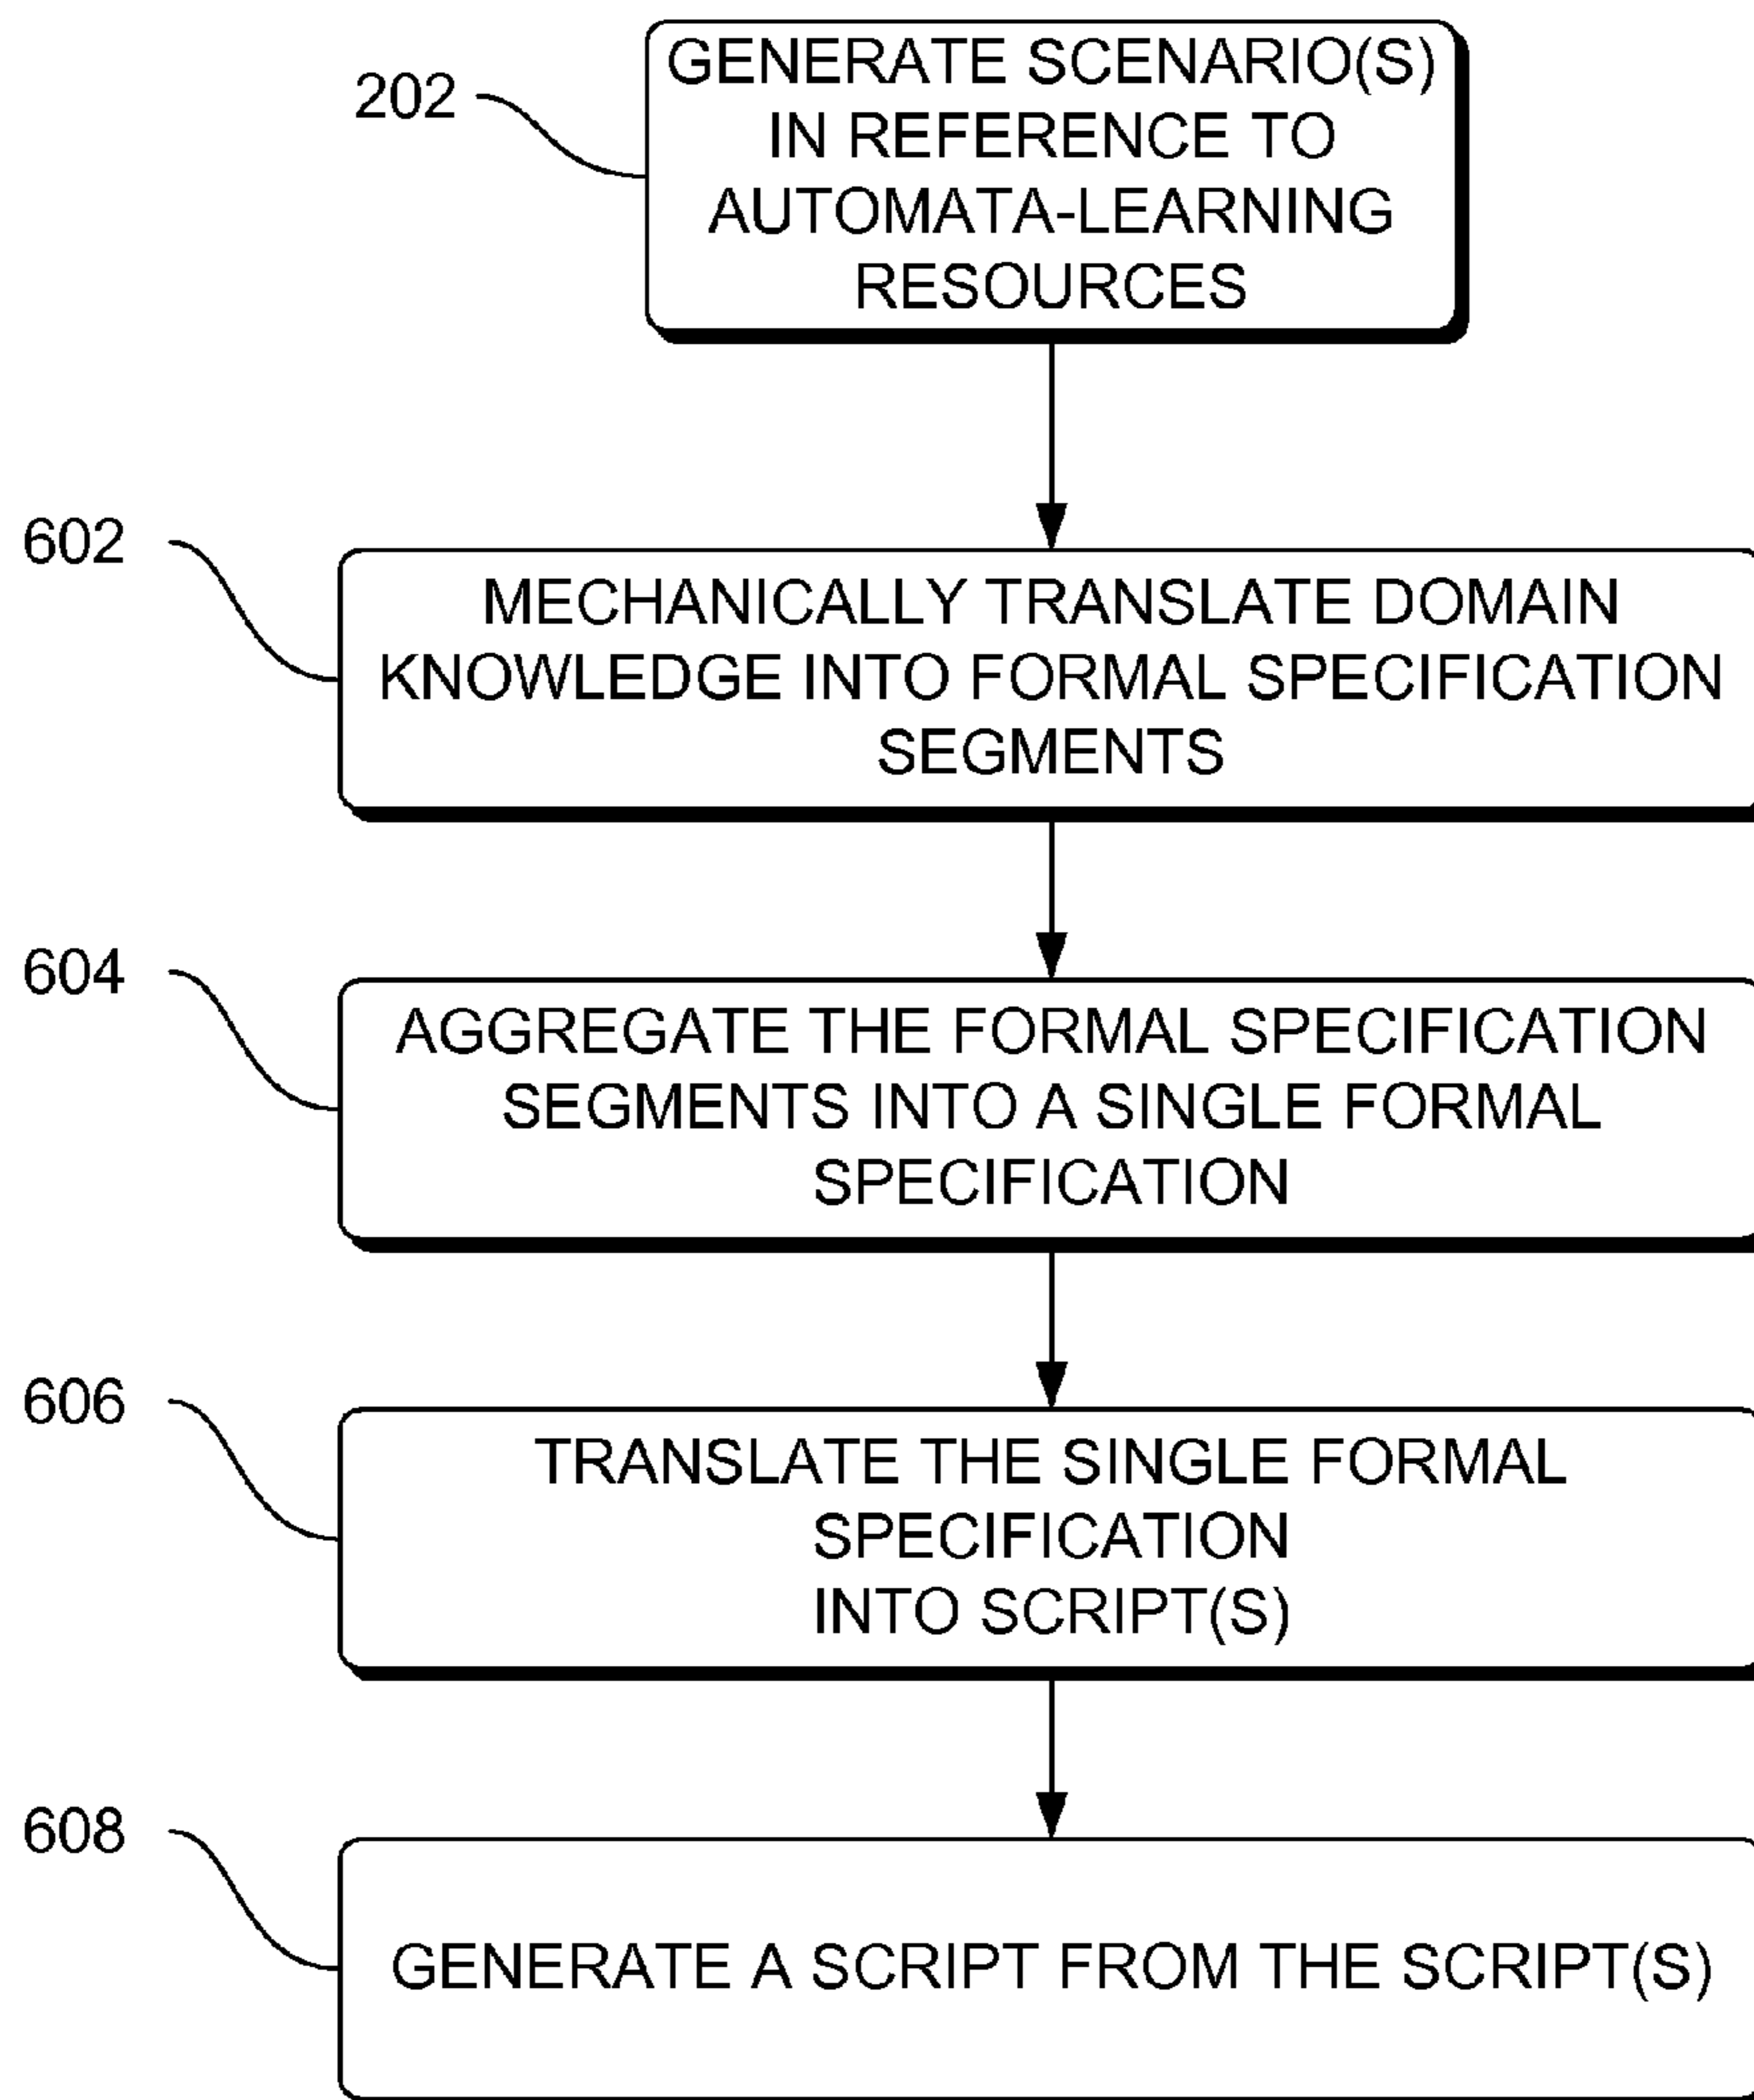 202
GENERATE SCENARIO(S)
IN REFERENCE TO
AUTOMATA-LEARNING
RESOURCES
602
MECHANICALLY TRANSLATE DOMAIN
KNOWLEDGE INTO FORMAL SPECIFICATION
SEGMENTS
604
AGGREGATE THE FORMAL SPECIFICATION
SEGMENTS INTO A SINGLE FORMAL
SPECIFICATION
606
TRANSLATE THE SINGLE FORMAL
SPECIFICATION
INTO SCRIPT(S)
608
GENERATE A SCRIPT FROM THE SCRIPT(S)